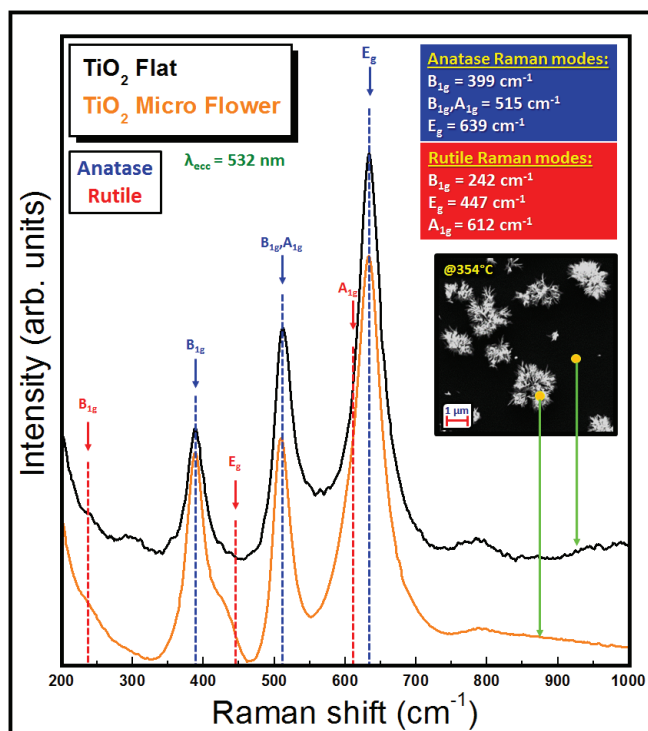 TiO₂ Flat
TiO₂ Micro Flower
Anatase
Rutile
λecc = 532 nm
Eg
Anatase Raman modes:
B1g = 399 cm⁻¹
B1g,A1g = 515 cm⁻¹
Eg = 639 cm⁻¹
Rutile Raman modes:
B1g = 242 cm⁻¹
Eg = 447 cm⁻¹
A1g = 612 cm⁻¹
@354°C
1 µm
B1g,A1g
A1g
B1g
B1g
Eg
Intensity (arb. units)
200 300 400 500 600 700 800 900 1000
Raman shift (cm⁻¹)